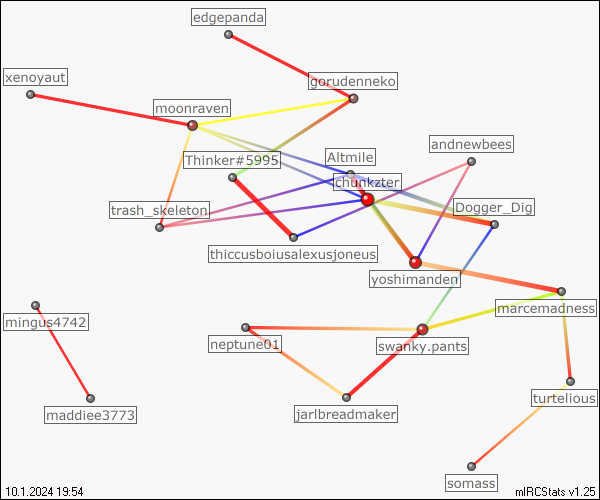 edgepanda
xenoyaut
gorudenneko
moonraven
andnewbees
Thinker#5995
Altmile
chunkzter
trash_skeleton
Dogger_Dig
thiccusboiusalexusjoneus
yoshimanden
marcemadness
mingus4742
neptune01
swanky.pants
maddiee3773
jarlbreadmaker
turtelious
somass
10.1.2024 19:54
mIRCStats v1.25